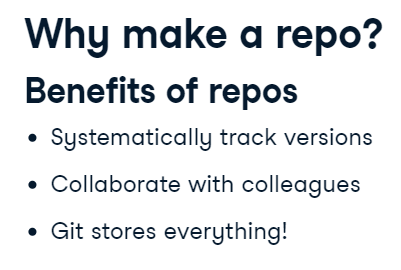 Why make a repo?
Benefits of repos
• Systematically track versions
• Collaborate with colleagues
• Git stores everything!